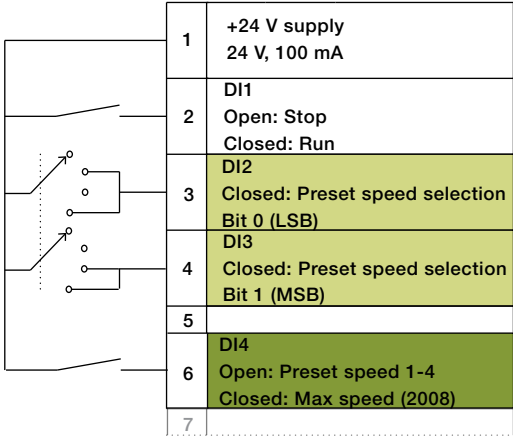 1
+24 V supply
24 V, 100 mA
2
DI1
Open: Stop
Closed: Run
3
DI2
Closed: Preset speed selection
Bit 0 (LSB)
4
DI3
Closed: Preset speed selection
Bit 1 (MSB)
5
6
DI4
Open: Preset speed 1-4
Closed: Max speed (2008)
7